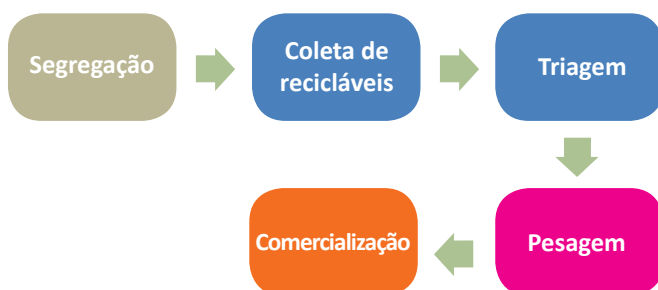 Segregação
Coleta de
recicláveis
Triagem
Pesagem
Comercialização